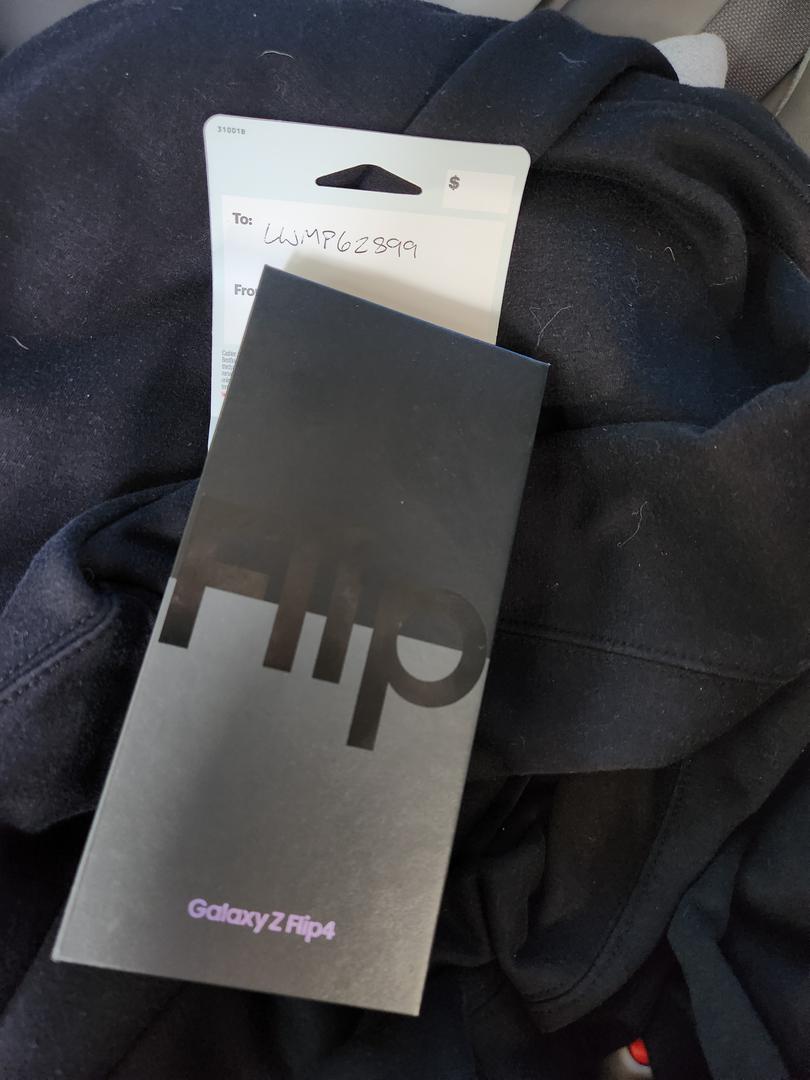 31001B
$
To: LWMP62899
Flip
Galaxy Z Flip4